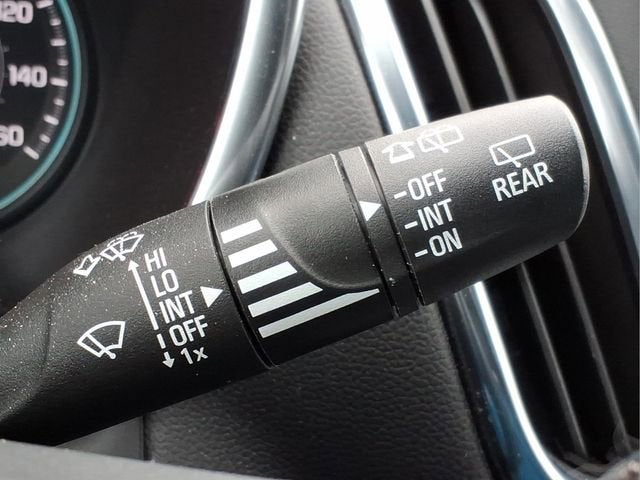 120
140
60
HI
LO
INT
OFF
1x
-OFF
-INT
-ON
REAR